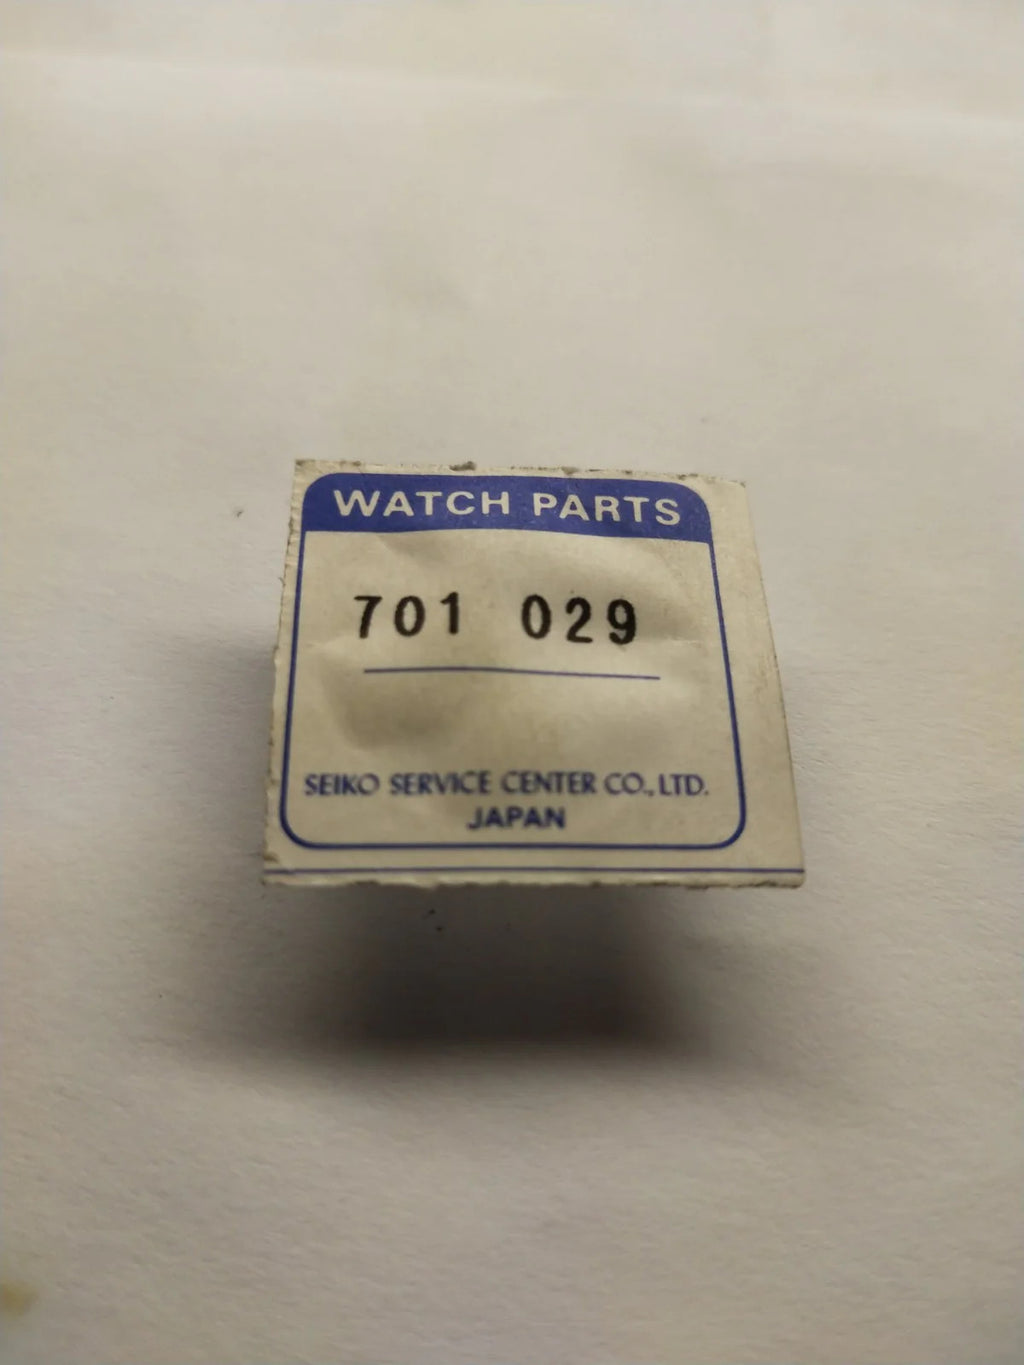 WATCH PARTS
701 029
SEIKO SERVICE CENTER CO., LTD.
JAPAN